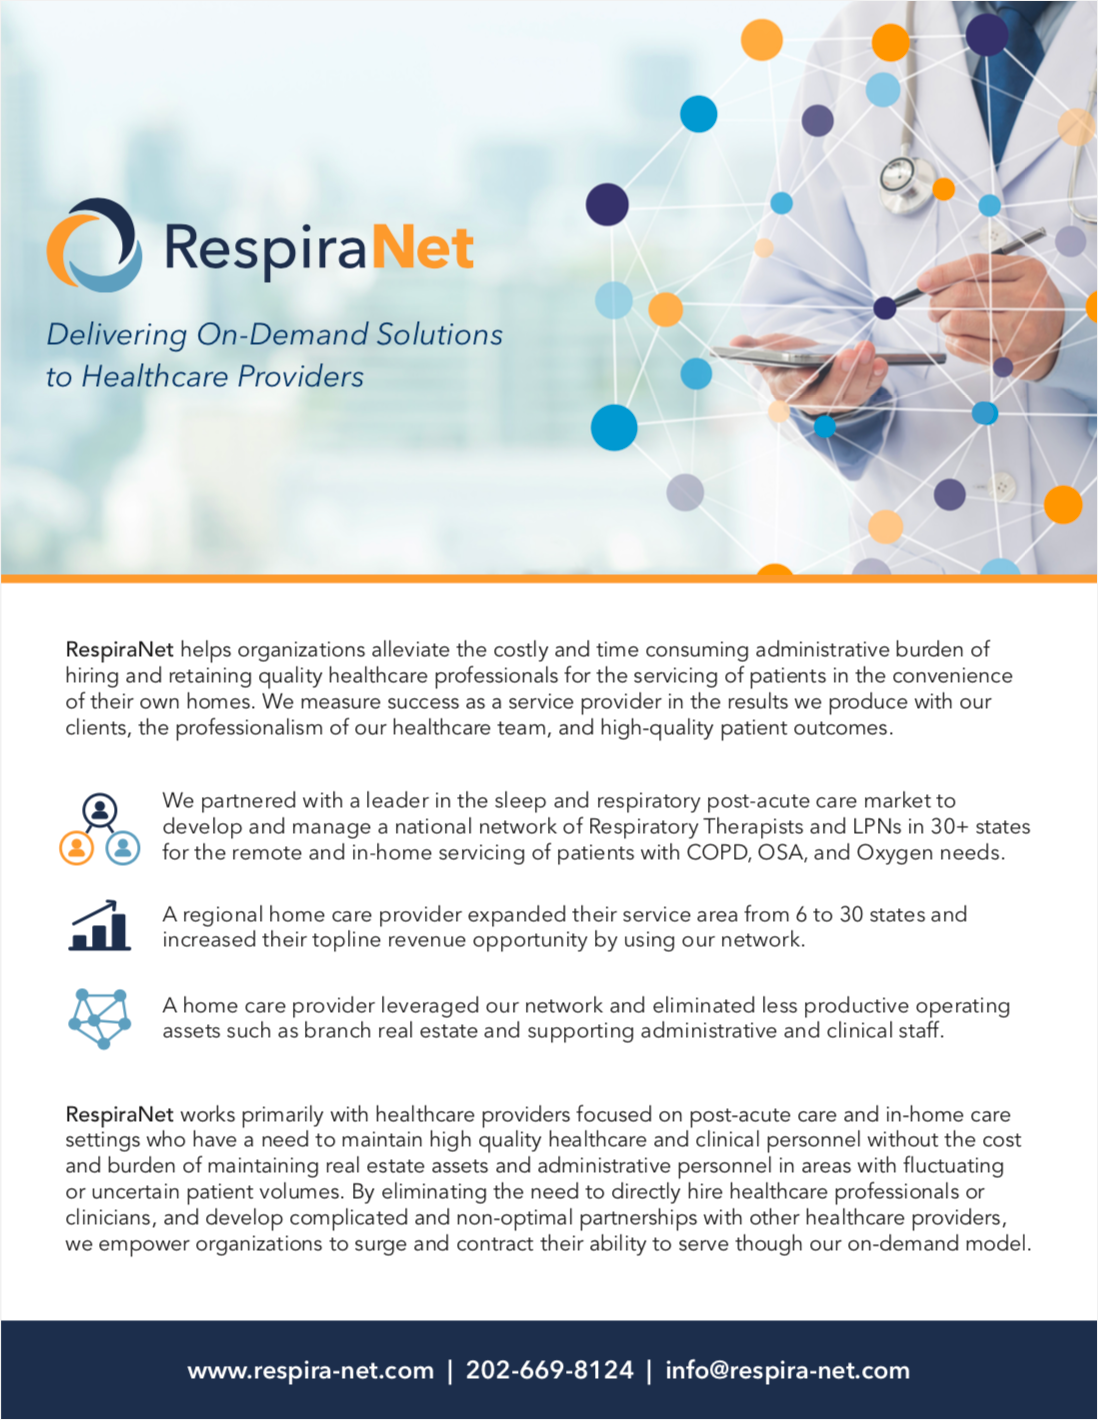 RespiraNet
Delivering On-Demand Solutions
to Healthcare Providers
RespiraNet helps organizations alleviate the costly and time consuming administrative burden of
hiring and retaining quality healthcare professionals for the servicing of patients in the convenience
of their own homes. We measure success as a service provider in the results we produce with our
clients, the professionalism of our healthcare team, and high-quality patient outcomes.
We partnered with a leader in the sleep and respiratory post-acute care market to
develop and manage a national network of Respiratory Therapists and LPNs in 30+ states
for the remote and in-home servicing of patients with COPD, OSA, and Oxygen needs.
A regional home care provider expanded their service area from 6 to 30 states and
increased their topline revenue opportunity by using our network.
A home care provider leveraged our network and eliminated less productive operating
assets such as branch real estate and supporting administrative and clinical staff.
RespiraNet works primarily with healthcare providers focused on post-acute care and in-home care
settings who have a need to maintain high quality healthcare and clinical personnel without the cost
and burden of maintaining real estate assets and administrative personnel in areas with fluctuating
or uncertain patient volumes. By eliminating the need to directly hire healthcare professionals or
clinicians, and develop complicated and non-optimal partnerships with other healthcare providers,
we empower organizations to surge and contract their ability to serve though our on-demand model.
www.respira-net.com | 202-669-8124 | info@respira-net.com